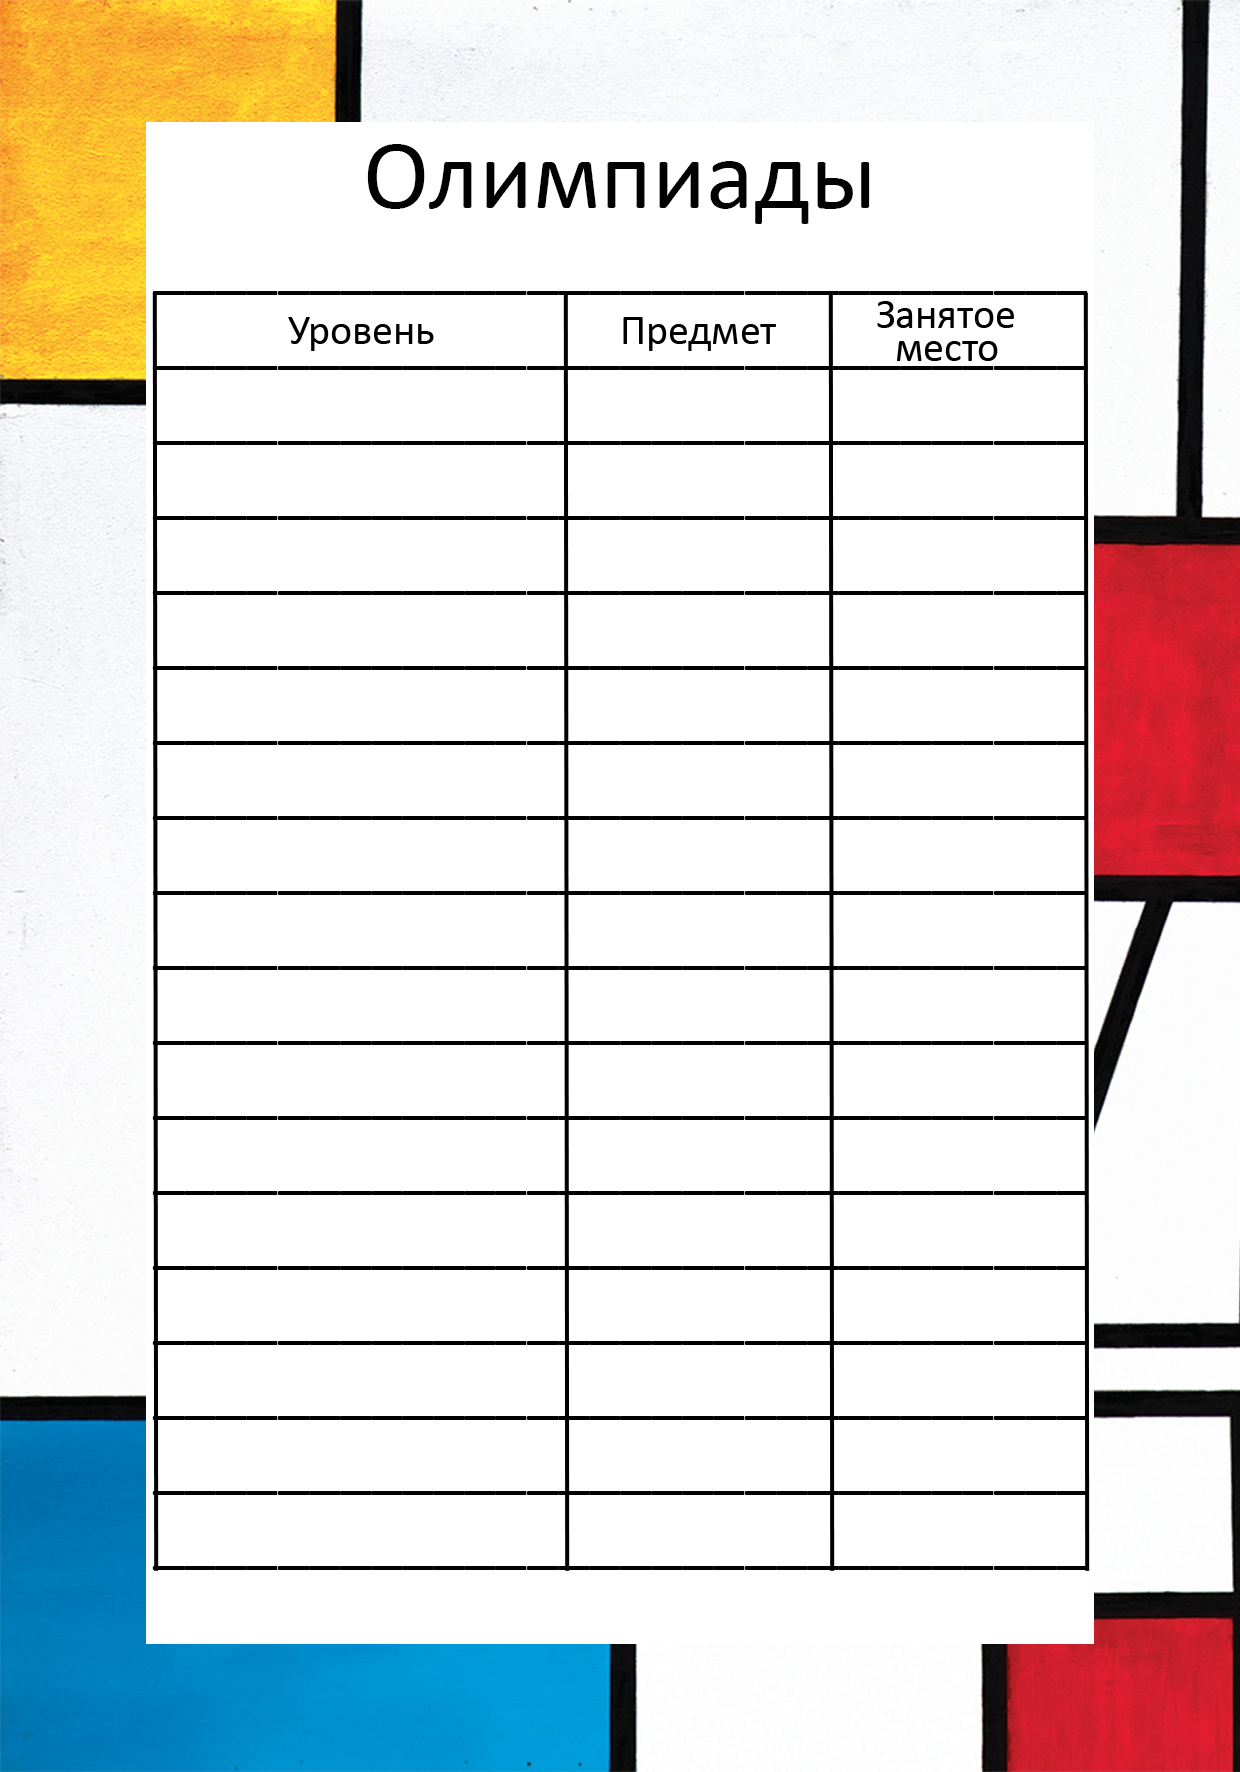 Олимпиады
Уровень
Предмет
Занятое
место